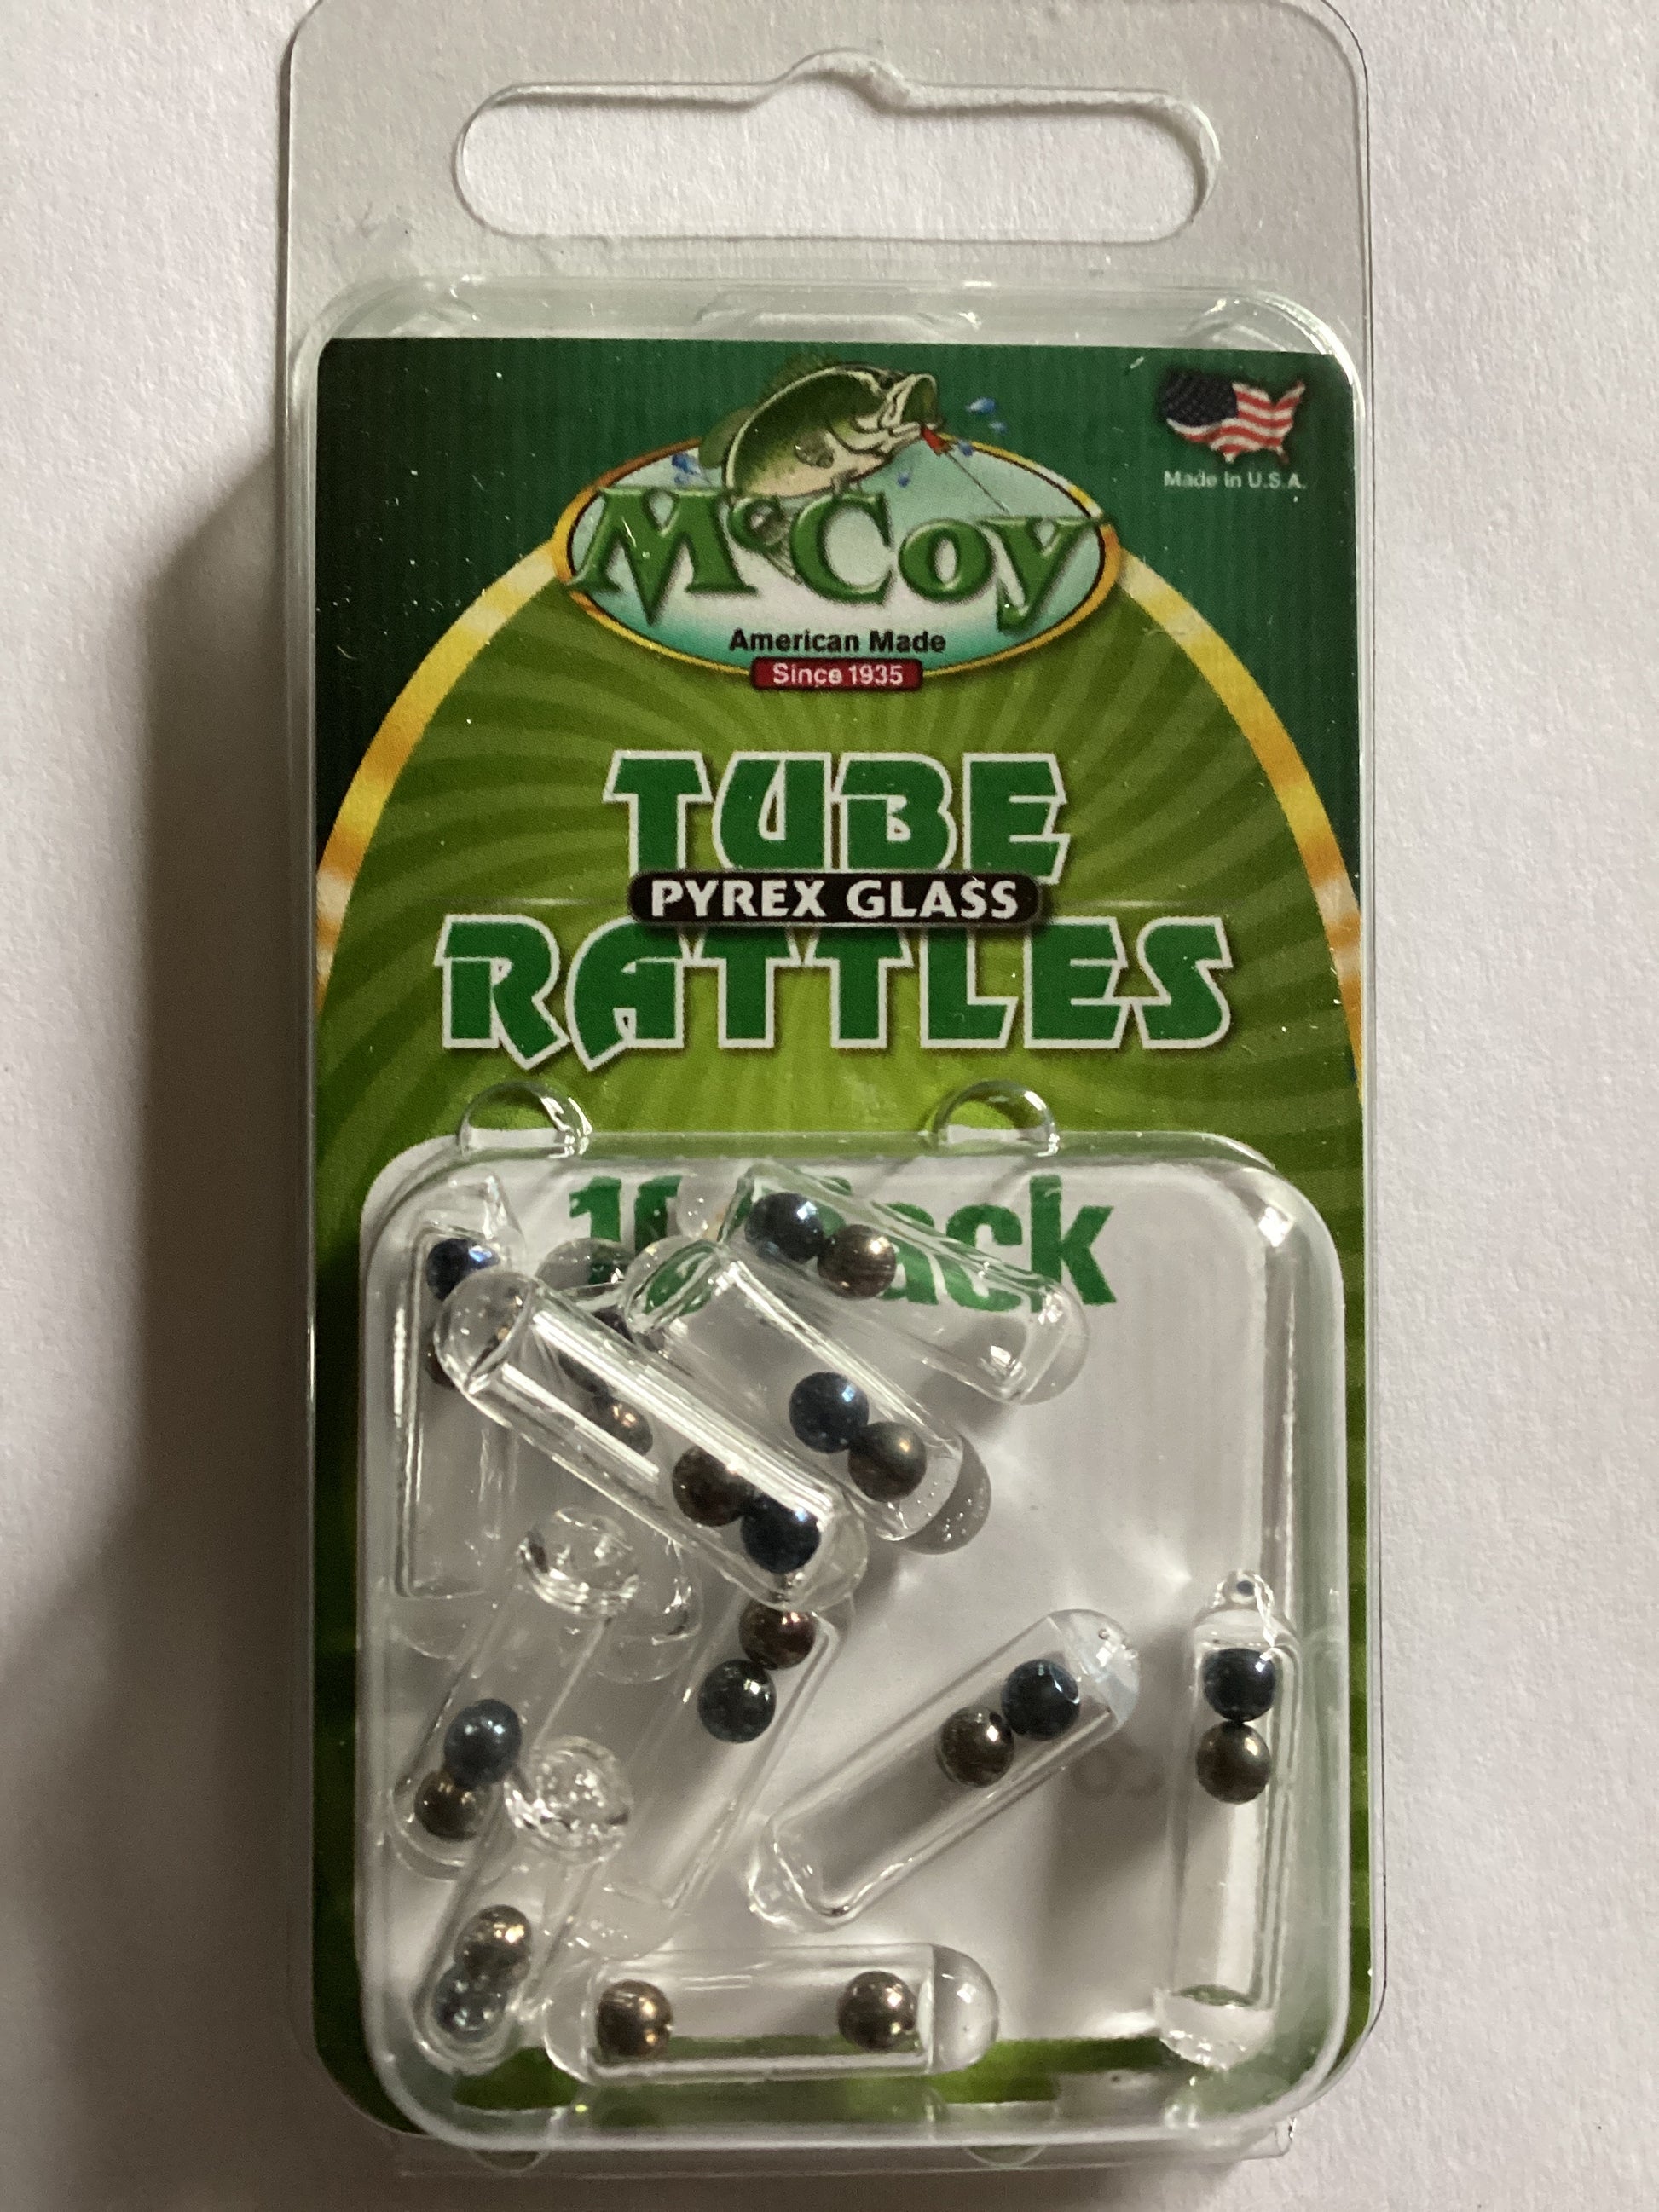 Made In U.S.A.
McCoy
American Made
Since 1935
TUBE
PYREX GLASS
RATTLES